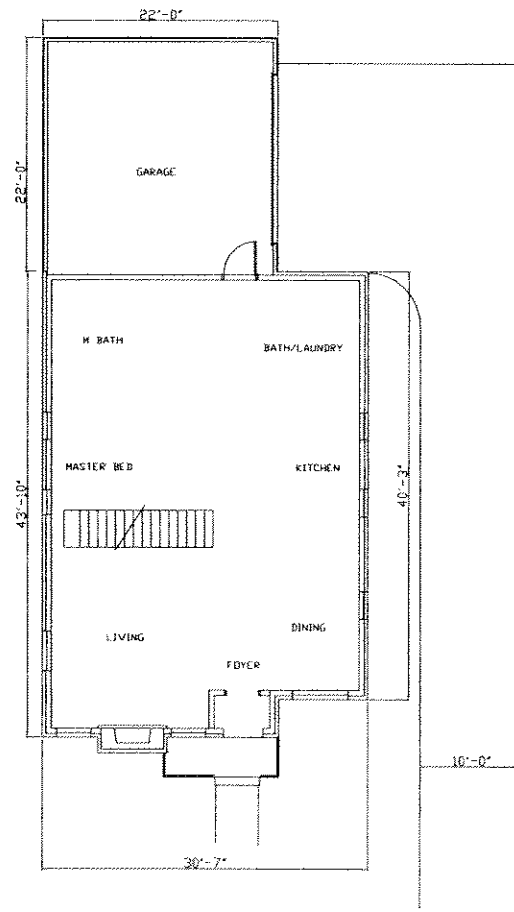 22'-0"
GARAGE
22'-0"
M BATH
BATH/LAUNDRY
MASTER BED
KITCHEN
43'-10"
40'-3"
LIVING
DINING
FOYER
10'-0"
30'-7"